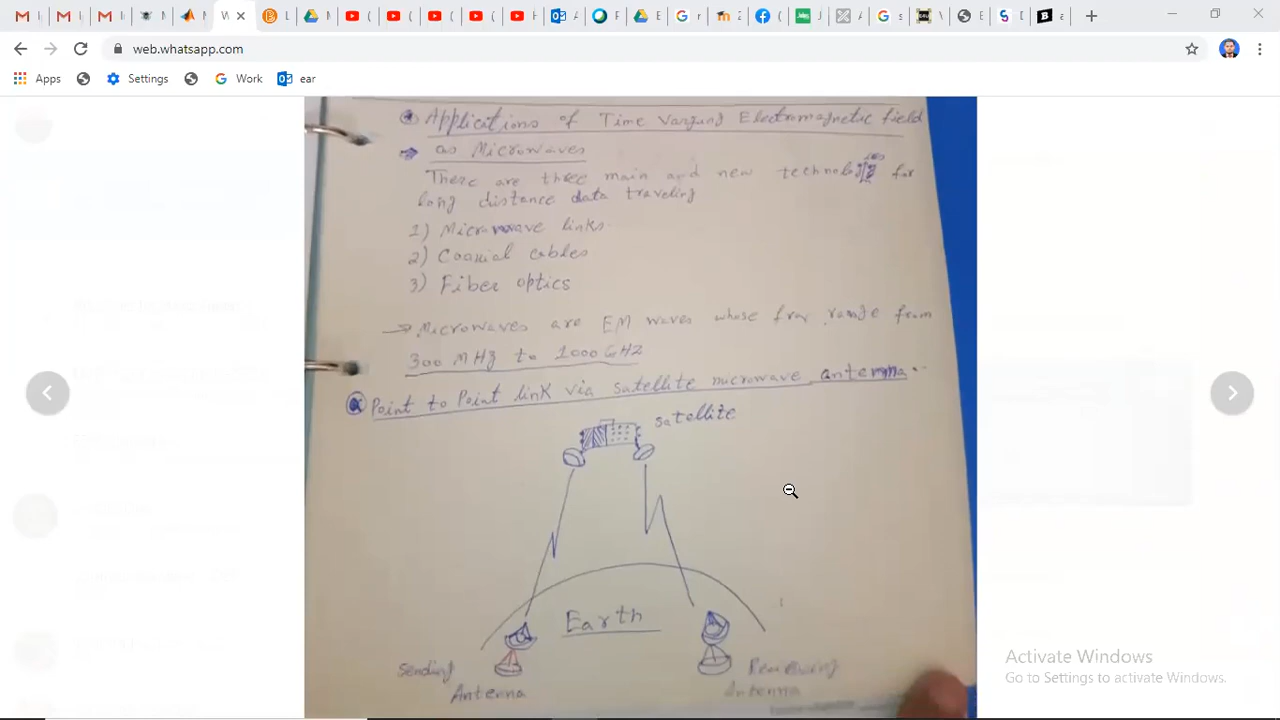 web.whatsapp.com
Apps Settings Work ear
Applications of Time Varying Electromagnetic field
as Microwaves
There are three main and new technologies for
long distance data traveling
1) Microwave links
2) Coaxial cables
3) Fiber optics
→ Microwaves are EM waves whose freq range from
300 MHz to 1000 GHz
Point to Point link via satellite microwave antenna
satellite
Earth
Sending
Antenna
Receiving
Antenna
Activate Windows
Go to Settings to activate Windows.